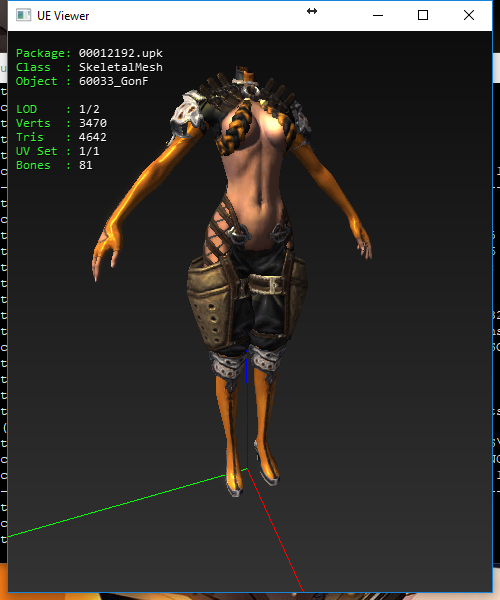 UE Viewer
Package: 00012192.upk
Class : SkeletalMesh
Object : 60033_GonF
LOD : 1/2
Verts : 3470
Tris : 4642
UV Set : 1/1
Bones : 81